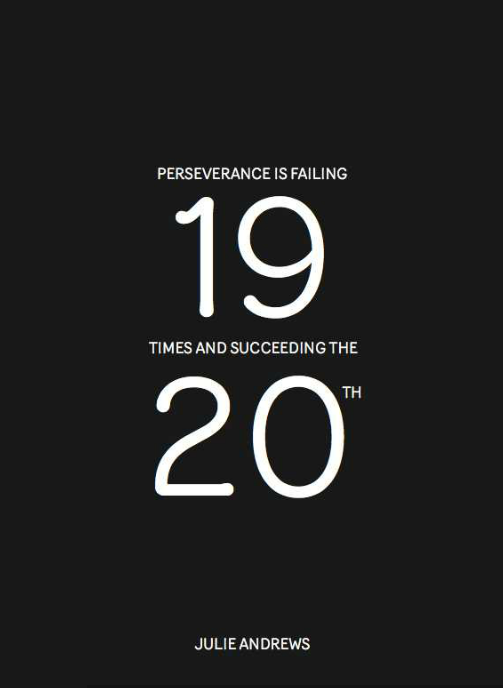 PERSEVERANCE IS FAILING
19
TIMES AND SUCCEEDING THE
20TH
JULIE ANDREWS